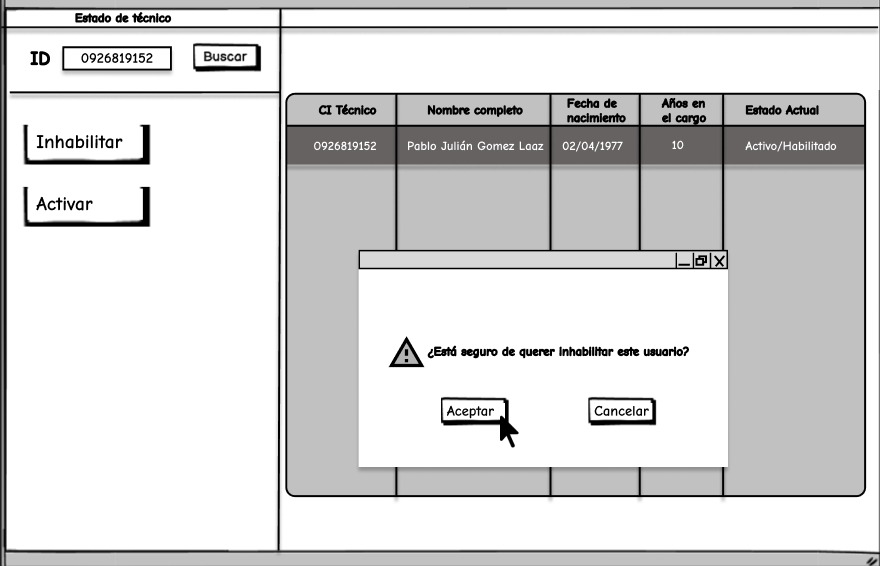 Estado de técnico
ID 0926819152 Buscar
Inhabilitar
Activar
CI Técnico Nombre completo Fecha de nacimiento Años en el cargo Estado Actual
0926819152 Pablo Julián Gomez Laaz 02/04/1977 10 Activo/Habilitado
¿Está seguro de querer inhabilitar este usuario?
Aceptar Cancelar